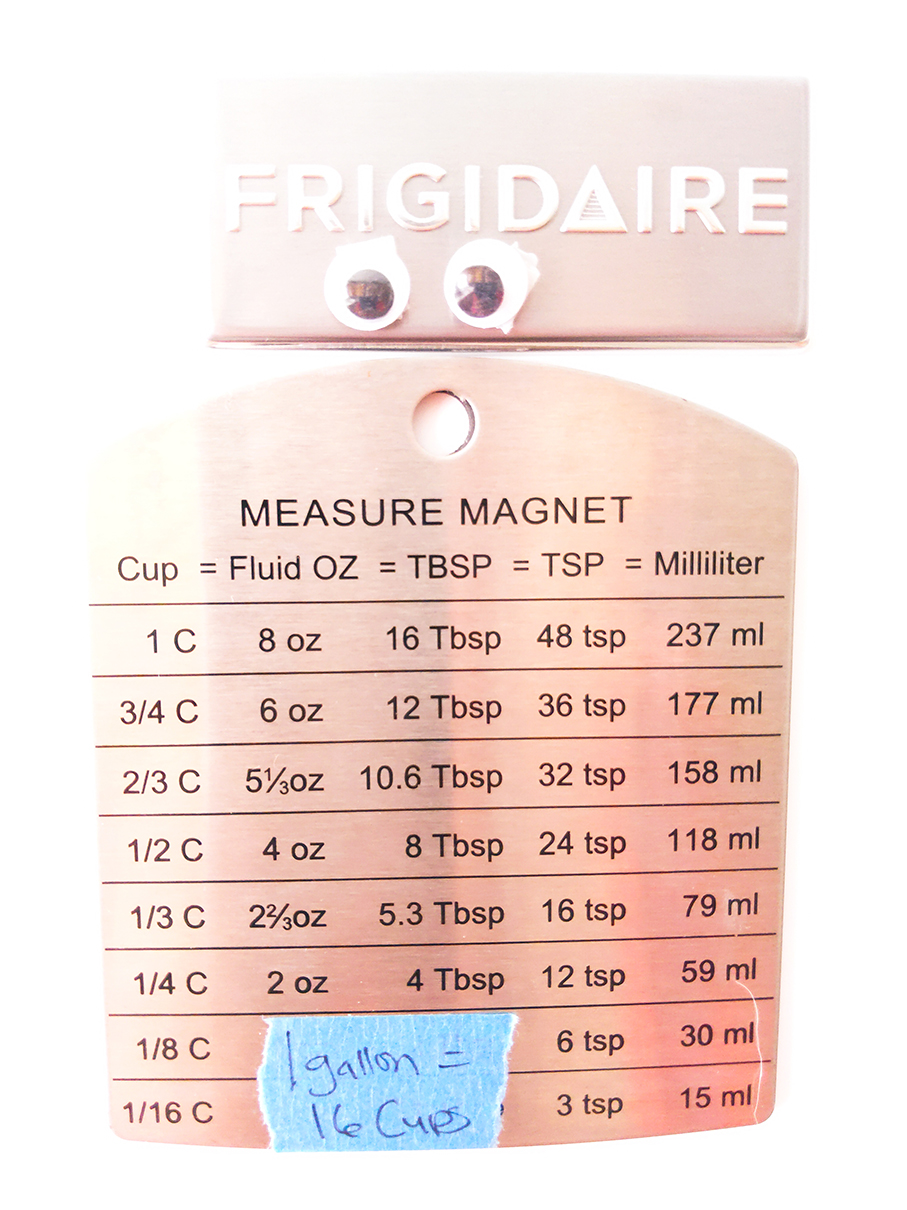 FRIGIDAIRE
MEASURE MAGNET
Cup = Fluid OZ = TBSP = TSP = Milliliter
1 C 8 oz 16 Tbsp 48 tsp 237 ml
3/4 C 6 oz 12 Tbsp 36 tsp 177 ml
2/3 C 5⅓oz 10.6 Tbsp 32 tsp 158 ml
1/2 C 4 oz 8 Tbsp 24 tsp 118 ml
1/3 C 2⅔oz 5.3 Tbsp 16 tsp 79 ml
1/4 C 2 oz 4 Tbsp 12 tsp 59 ml
1/8 C 6 tsp 30 ml
1/16 C 3 tsp 15 ml
1 gallon =
16 Cups